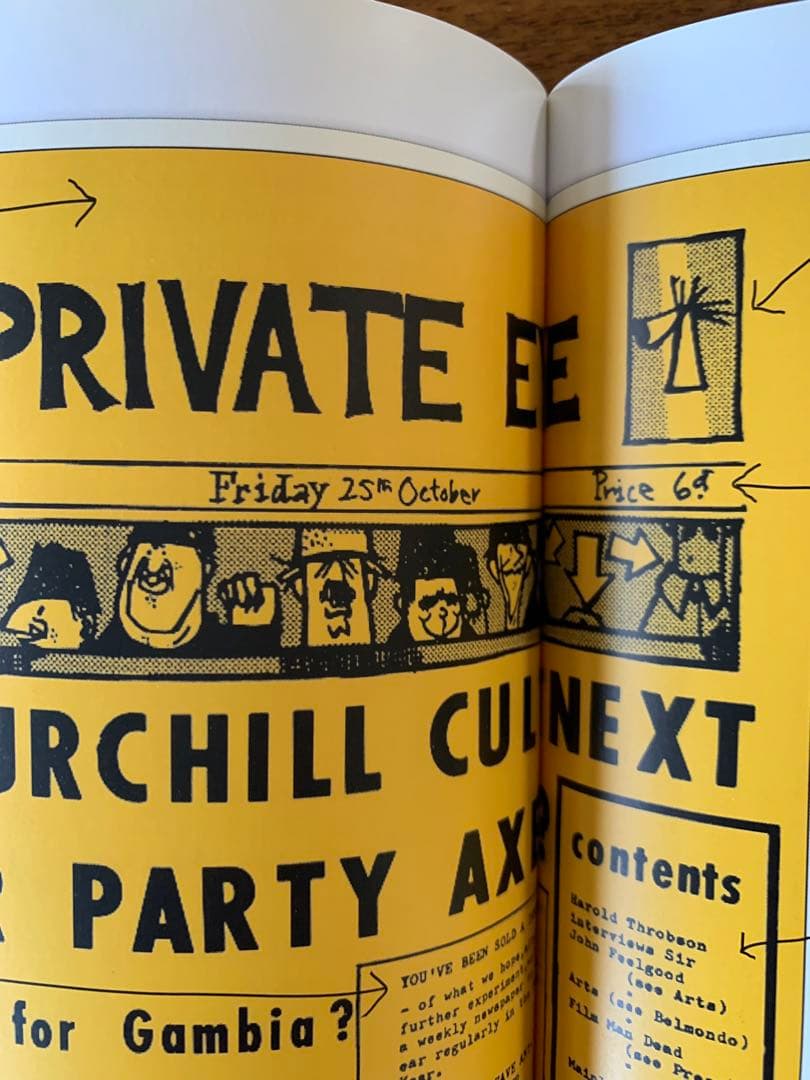 PRIVATE E E
Friday 25th October
Price 6d
URCHILL CUL
NEXT
R PARTY AX
for Gambia?
YOU'VE BEEN SOLD A
- of what we hope
further experiment
a weekly newspaper
ear regularly in
Year.
contents
Harold Throbson
interviews Sir
John Feelgood
(see Arts)
Arts (see Belmondo)
Film Man Dead
(see Pre